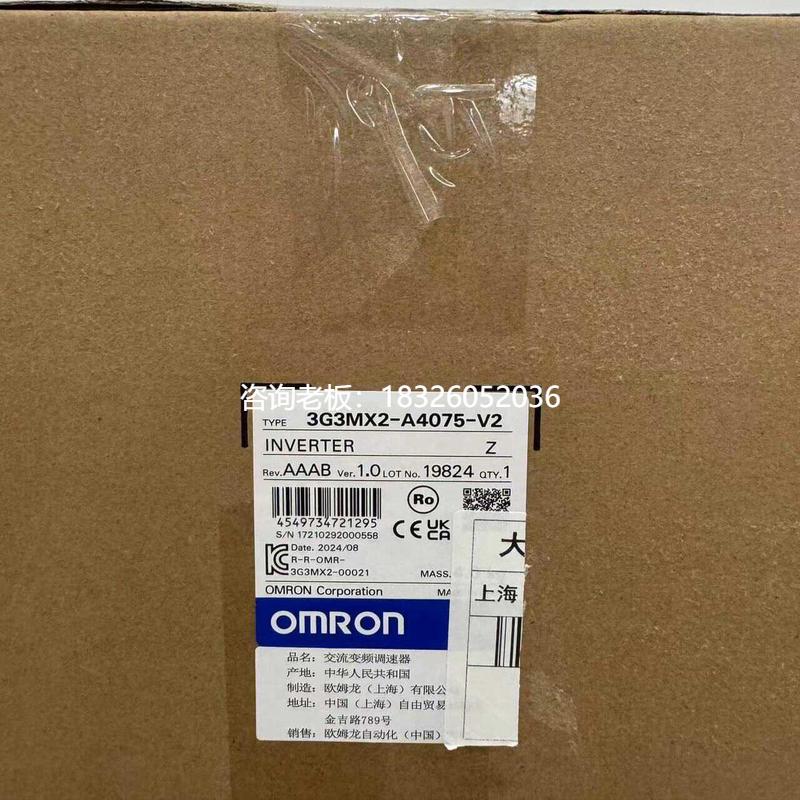 咨询老板：18326052036
TYPE 3G3MX2-A4075-V2
INVERTER Z
Rev. AAAB Ver. 1.0 LOT No. 19824 QTY. 1
Ro
4549734721295
S/N 17210292000558
CE UK CA
Date. 2024/08
R-R-OMR-
3G3MX2-00021
MASS.
OMRON Corporation
OMRON
大
上海
品名：交流变频调速器
产地：中华人民共和国
制造：欧姆龙（上海）有限
地址：中国（上海）自由贸易
金吉路789号
销售：欧姆龙自动化（中国）